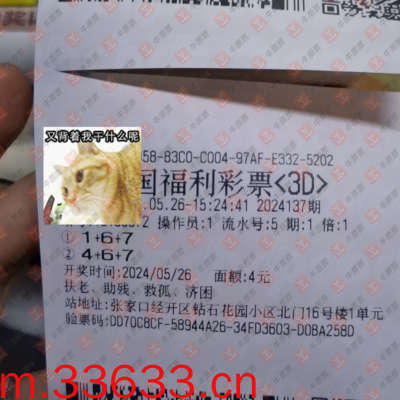 又背着我干什么呢
58-83C0-C004-97AF-E332-5202
国福利彩票<3D>
.05.26-15:24:41 2024137期
2 操作员:1 流水号:5 期:1 倍:1
① 1+6+7
② 4+6+7
开奖时间:2024/05/26 面额:4元
扶老、助残、救孤、济困
站地址:张家口经开区钻石花园小区北门16号楼1单元
验票码:DD70C8CF-58944A26-34FD3603-D0BA258D
m.33633.cn